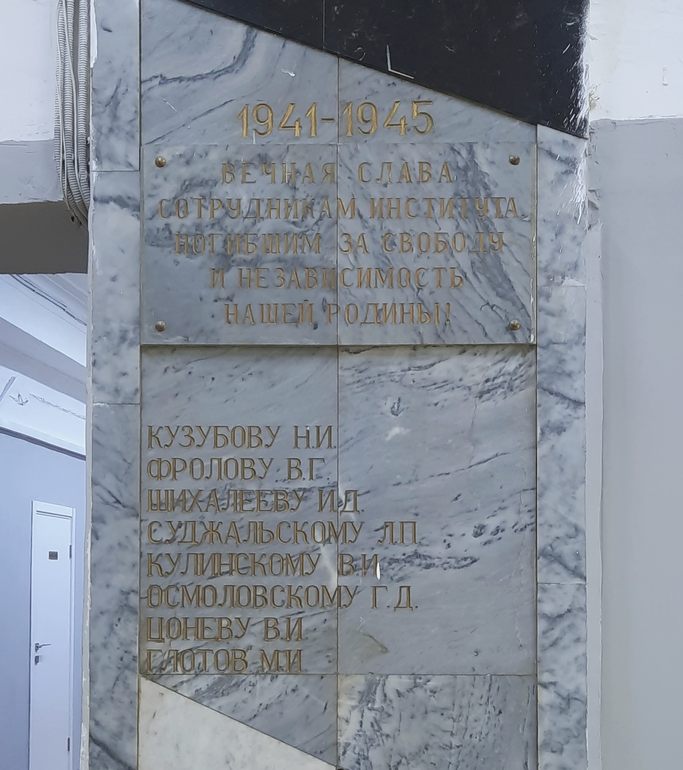 1941-1945
ВЕЧНАЯ СЛАВА
СОТРУДНИКАМ ИНСТИТУТА
ПОГИБШИМ ЗА СВОБОДУ
И НЕЗАВИСИМОСТЬ
НАШЕЙ РОДИНЫ!
КУЗУБОВУ Н.И.
ФРОЛОВУ В.Г.
ШИХАЛЕЕВУ И.Д.
СУДЖАЛЬСКОМУ Л.П.
КУЛИНСКОМУ В.И.
ОСМОЛОВСКОМУ Г.Д.
ЦОНЕВУ В.И.
ГЛОТОВ М.И.